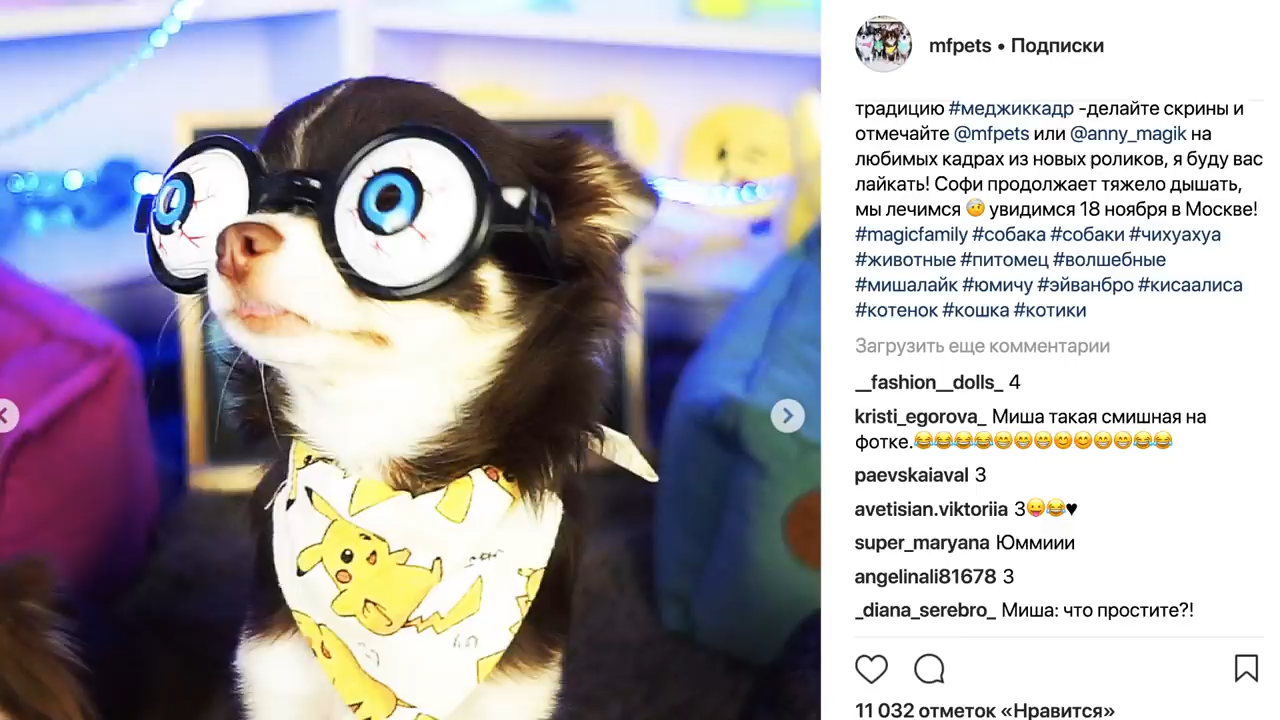 mfpets • Подписки
традицию #меджиккадр -делайте скрины и
отмечайте @mfpets или @anny_magik на
любимых кадрах из новых роликов, я буду вас
лайкать! Софи продолжает тяжело дышать,
мы лечимся 🤕 увидимся 18 ноября в Москве!
#magicfamily #собака #собаки #чихуахуа
#животные #питомец #волшебные
#мишалайк #юмичу #эйванбро #кисаалиса
#котенок #кошка #котики
Загрузить еще комментарии
__fashion__dolls_ 4
kristi_egorova_ Миша такая смишная на
фотке.😂😂😂😂😁😁😁😊😊😁😁😂😂
paevskaiaval 3
avetisian.viktoriia 3😛😂♥
super_maryana Юммиии
angelinali81678 3
_diana_serebro_ Миша: что простите?!
11 032 отметок «Нравится»